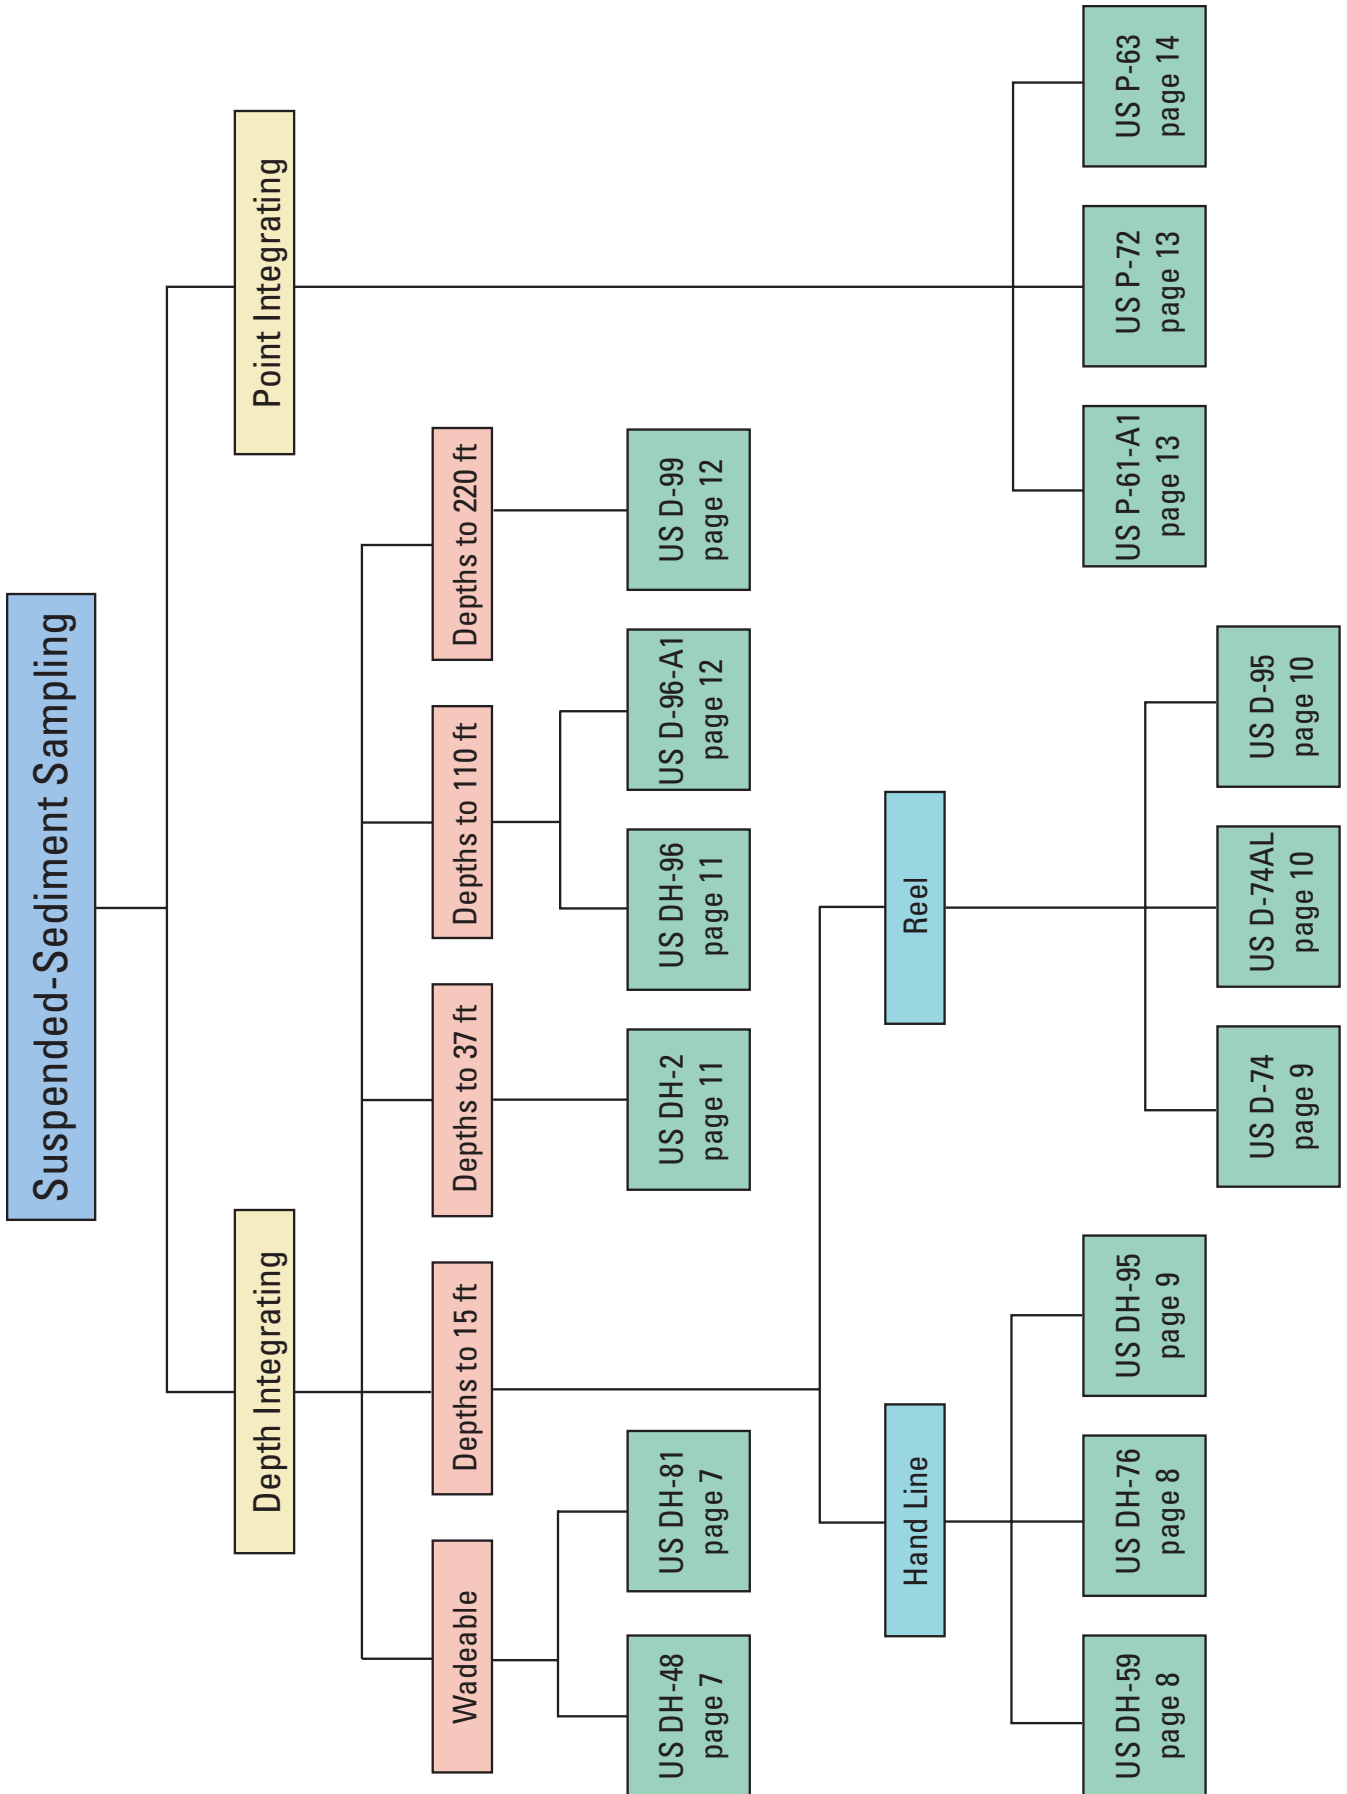 Suspended-Sediment Sampling
Depth Integrating
Point Integrating
Wadeable
Depths to 15 ft
Depths to 37 ft
Depths to 110 ft
Depths to 220 ft
US DH-48
page 7
US DH-81
page 7
US DH-2
page 11
US DH-96
page 11
US D-96-A1
page 12
US D-99
page 12
Hand Line
Reel
US DH-59
page 8
US DH-76
page 8
US DH-95
page 9
US P-61-A1
page 13
US P-72
page 13
US P-63
page 14
US D-74
page 9
US D-74AL
page 10
US D-95
page 10